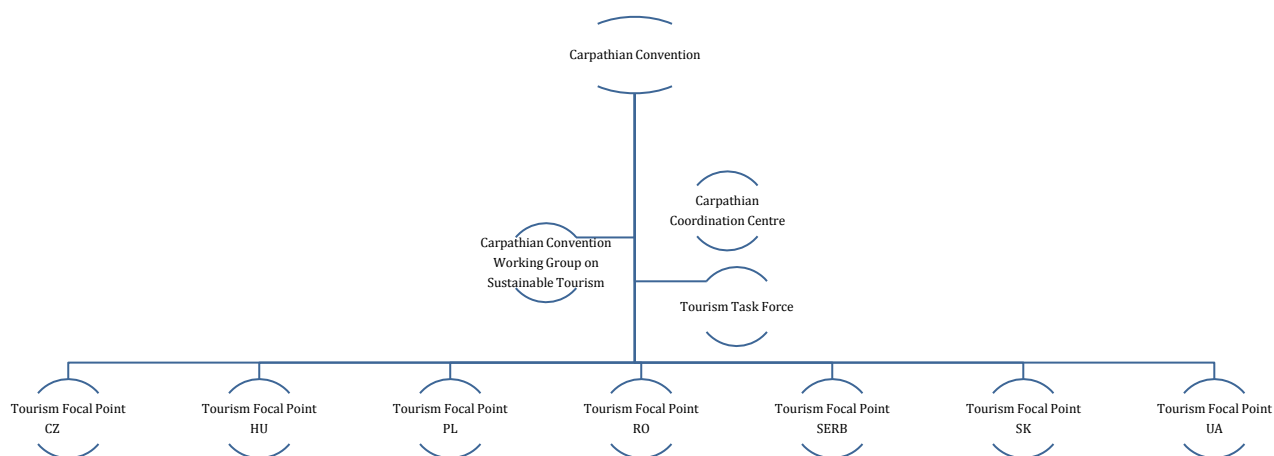 Carpathian Convention
Carpathian
Coordination Centre
Carpathian Convention
Working Group on
Sustainable Tourism
Tourism Task Force
Tourism Focal Point
CZ
Tourism Focal Point
HU
Tourism Focal Point
PL
Tourism Focal Point
RO
Tourism Focal Point
SERB
Tourism Focal Point
SK
Tourism Focal Point
UA